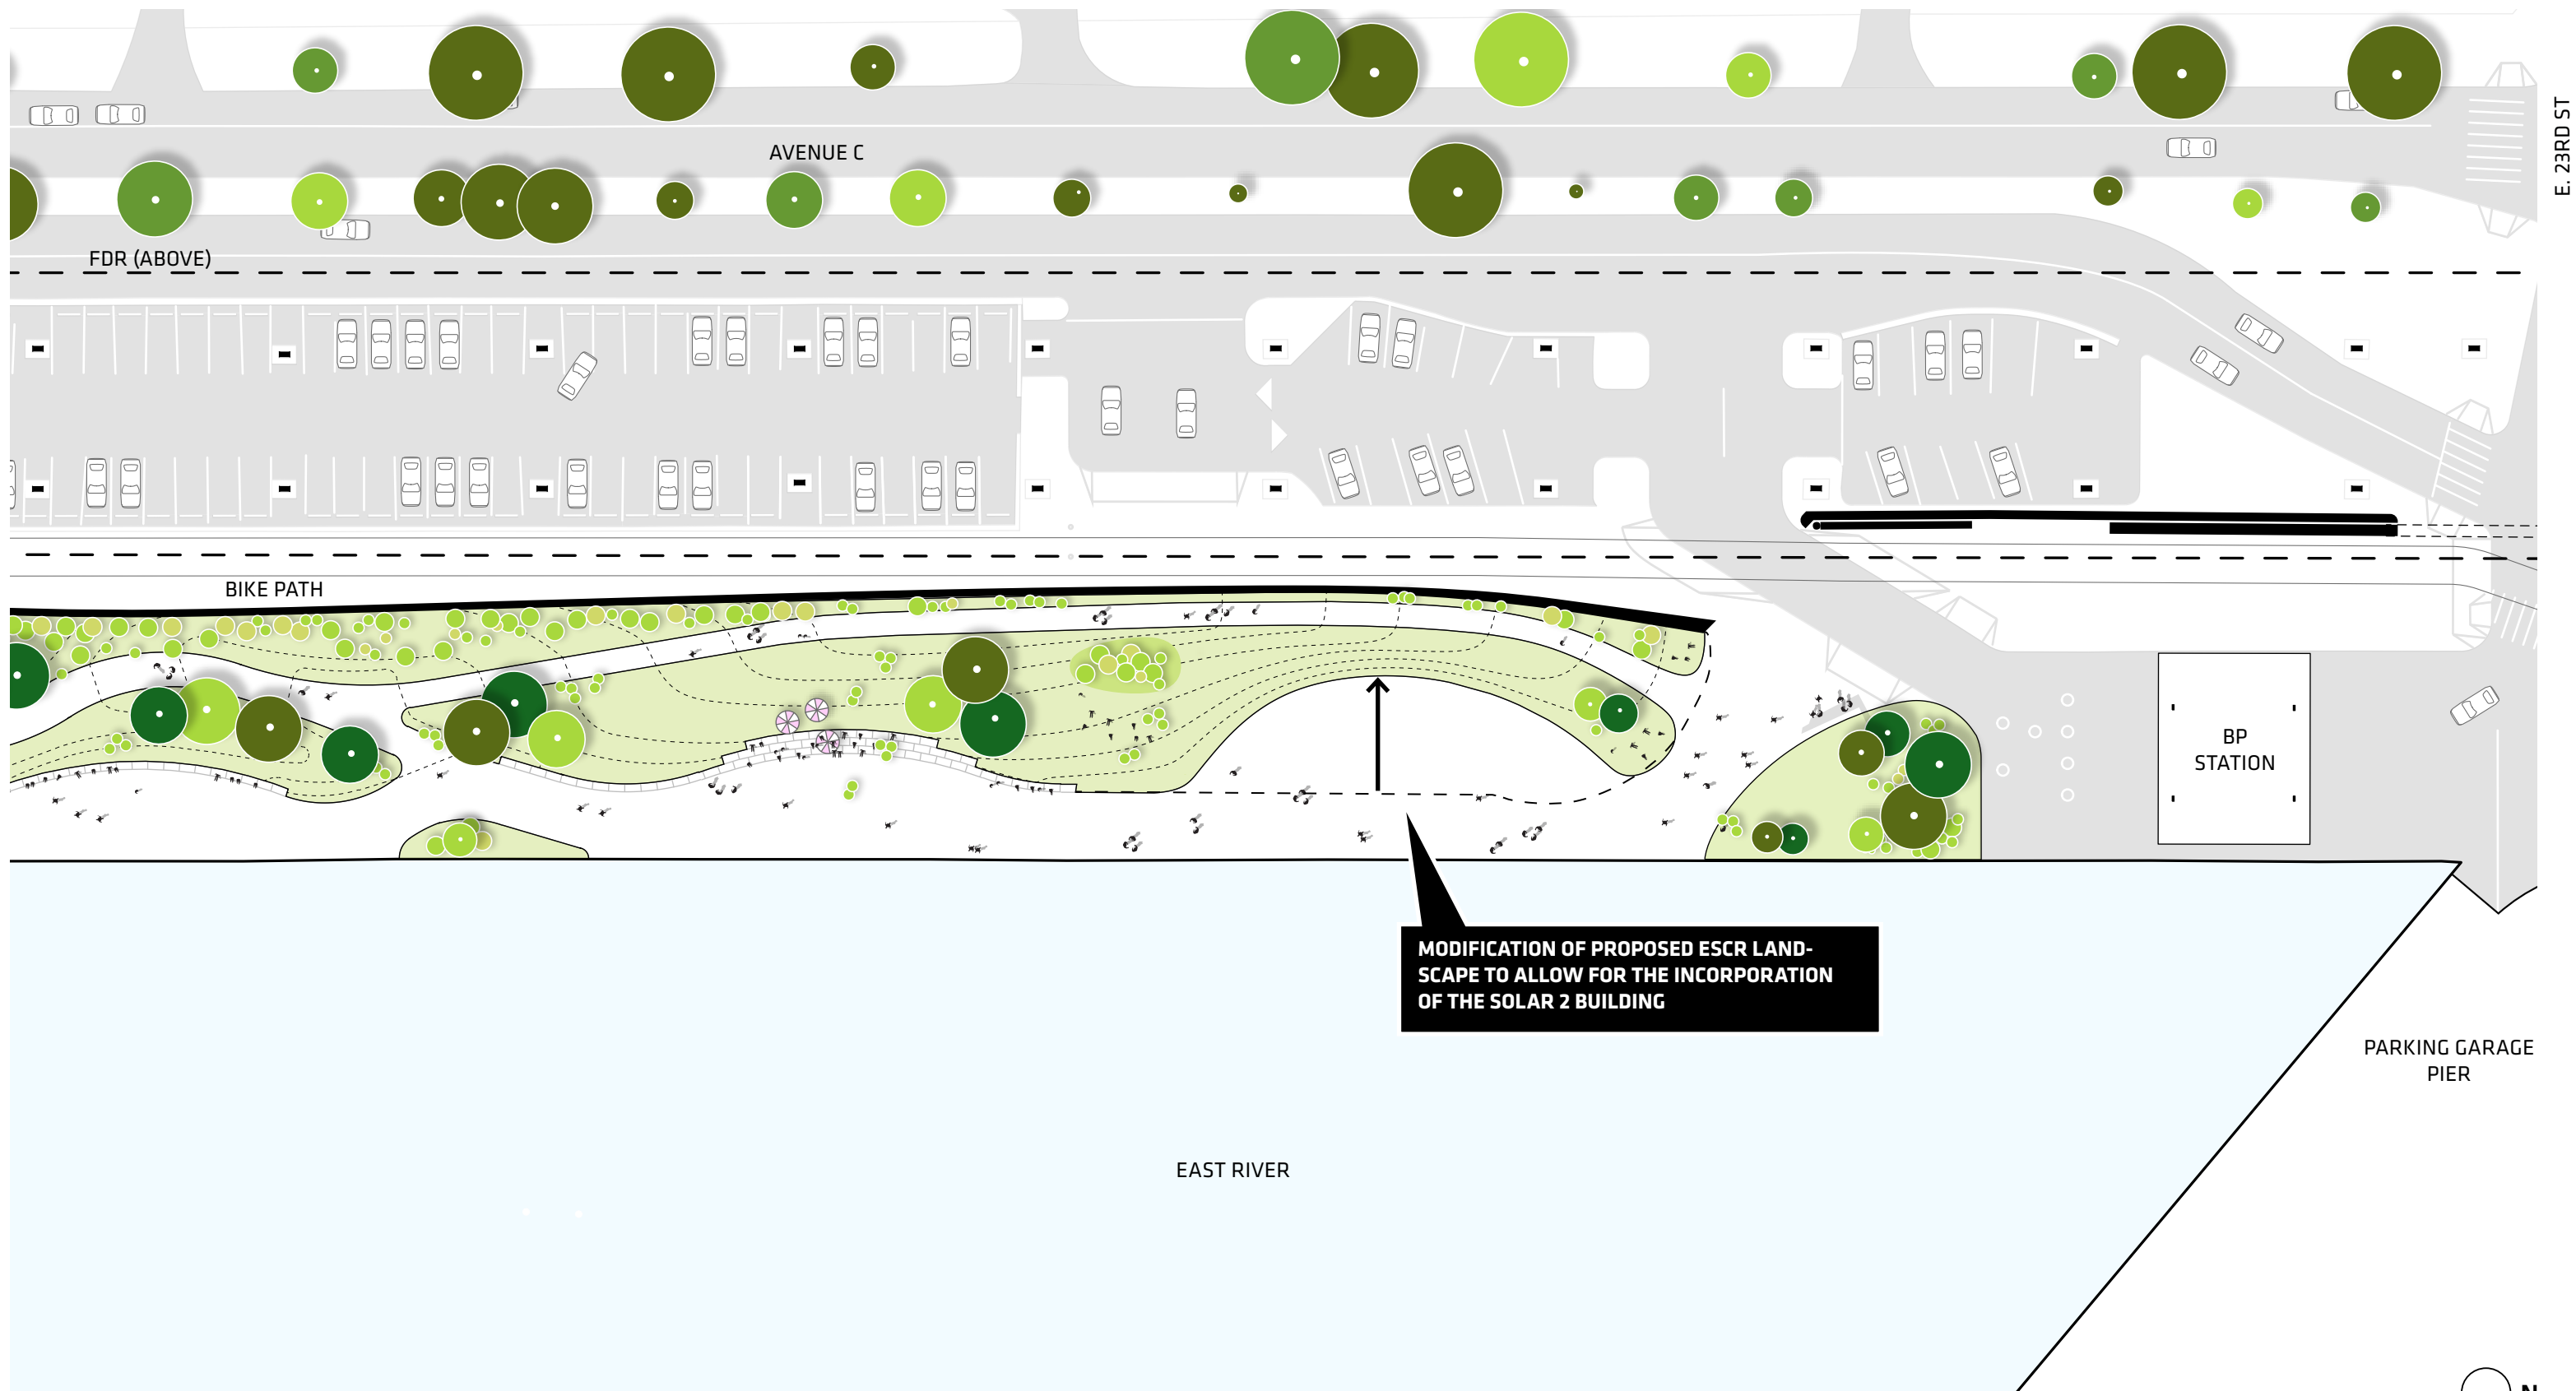 E. 23RD ST
AVENUE C
FDR (ABOVE)
BIKE PATH
BP
STATION
MODIFICATION OF PROPOSED ESCR LAND-
SCAPE TO ALLOW FOR THE INCORPORATION
OF THE SOLAR 2 BUILDING
PARKING GARAGE
PIER
EAST RIVER
N